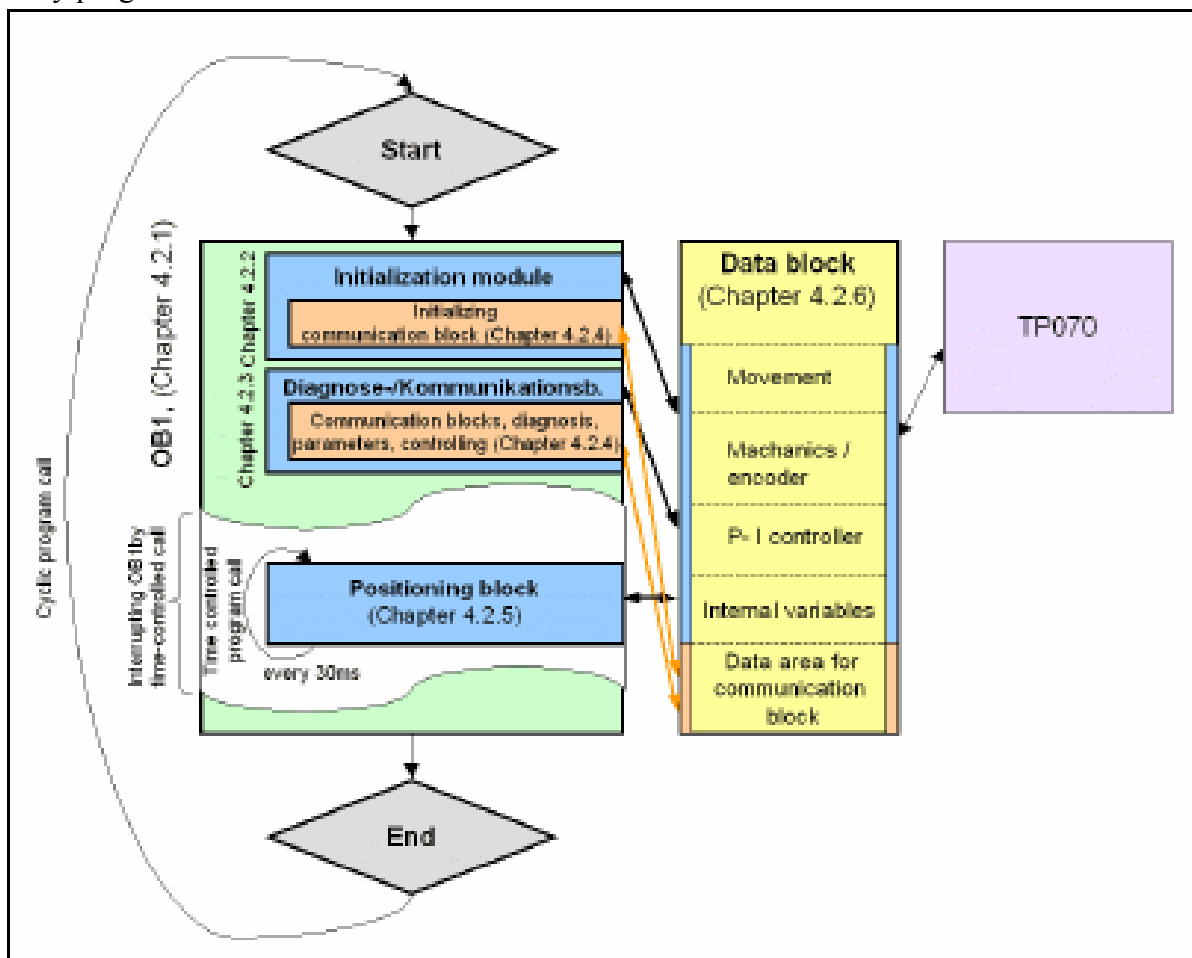 Start
OB1, (Chapter 4.2.1)
Chapter 4.2.2
Initialization module
Initializing
communication block (Chapter 4.2.4)
Chapter 4.2.3
Diagnose-/Kommunikationsb.
Communication blocks, diagnosis,
parameters, controlling (Chapter 4.2.4)
Cyclic program call
Interrupting OB1by
time-controlled call
Time controlled
program call
Positioning block
(Chapter 4.2.5)
every 30ms
End
Data block
(Chapter 4.2.6)
Movement
Machanics /
encoder
P- I controller
Internal variables
Data area for
communication
block
TP070